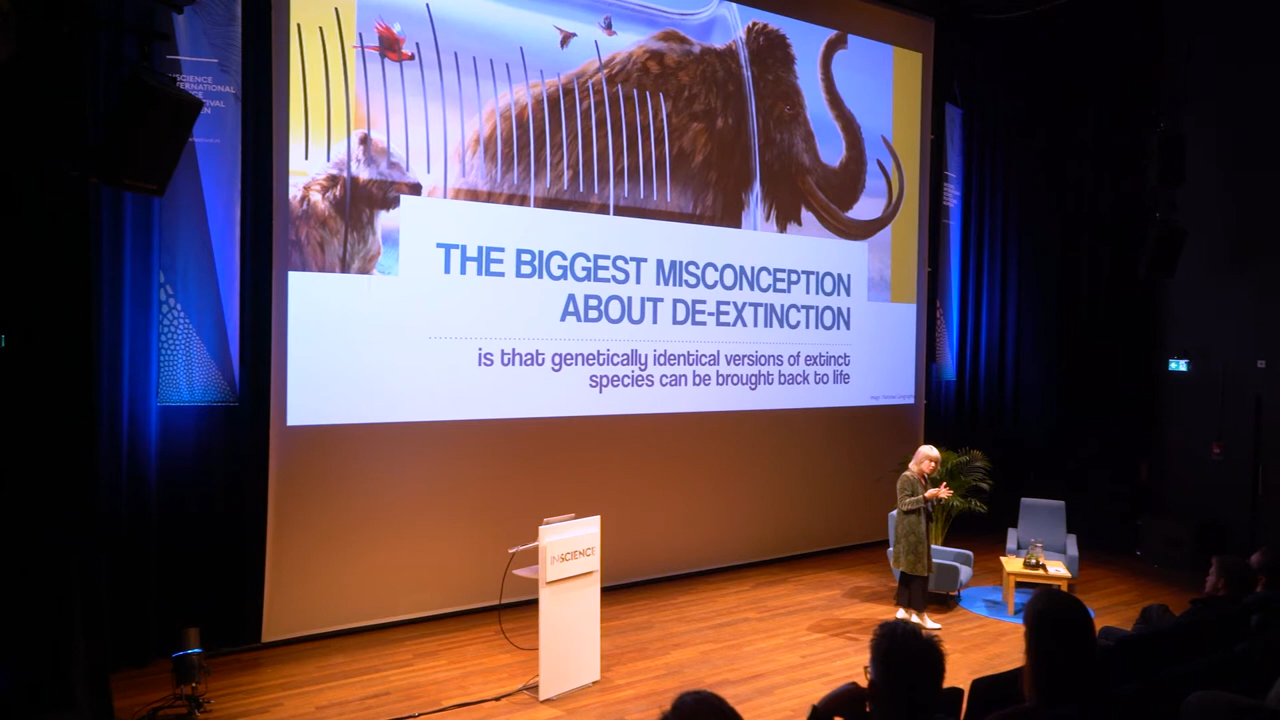 THE BIGGEST MISCONCEPTION
ABOUT DE-EXTINCTION
is that genetically identical versions of extinct
species can be brought back to life
INSCIENCE